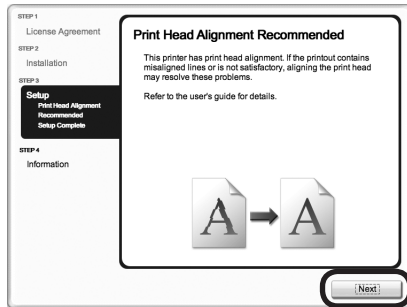 STEP 1
License Agreement
STEP 2
Installation
STEP 3
Setup
Print Head Alignment
Recommended
Setup Complete
STEP 4
Information
Print Head Alignment Recommended
This printer has print head alignment. If the printout contains
misaligned lines or is not satisfactory, aligning the print head
may resolve these problems.
Refer to the user's guide for details.
A
A
Next